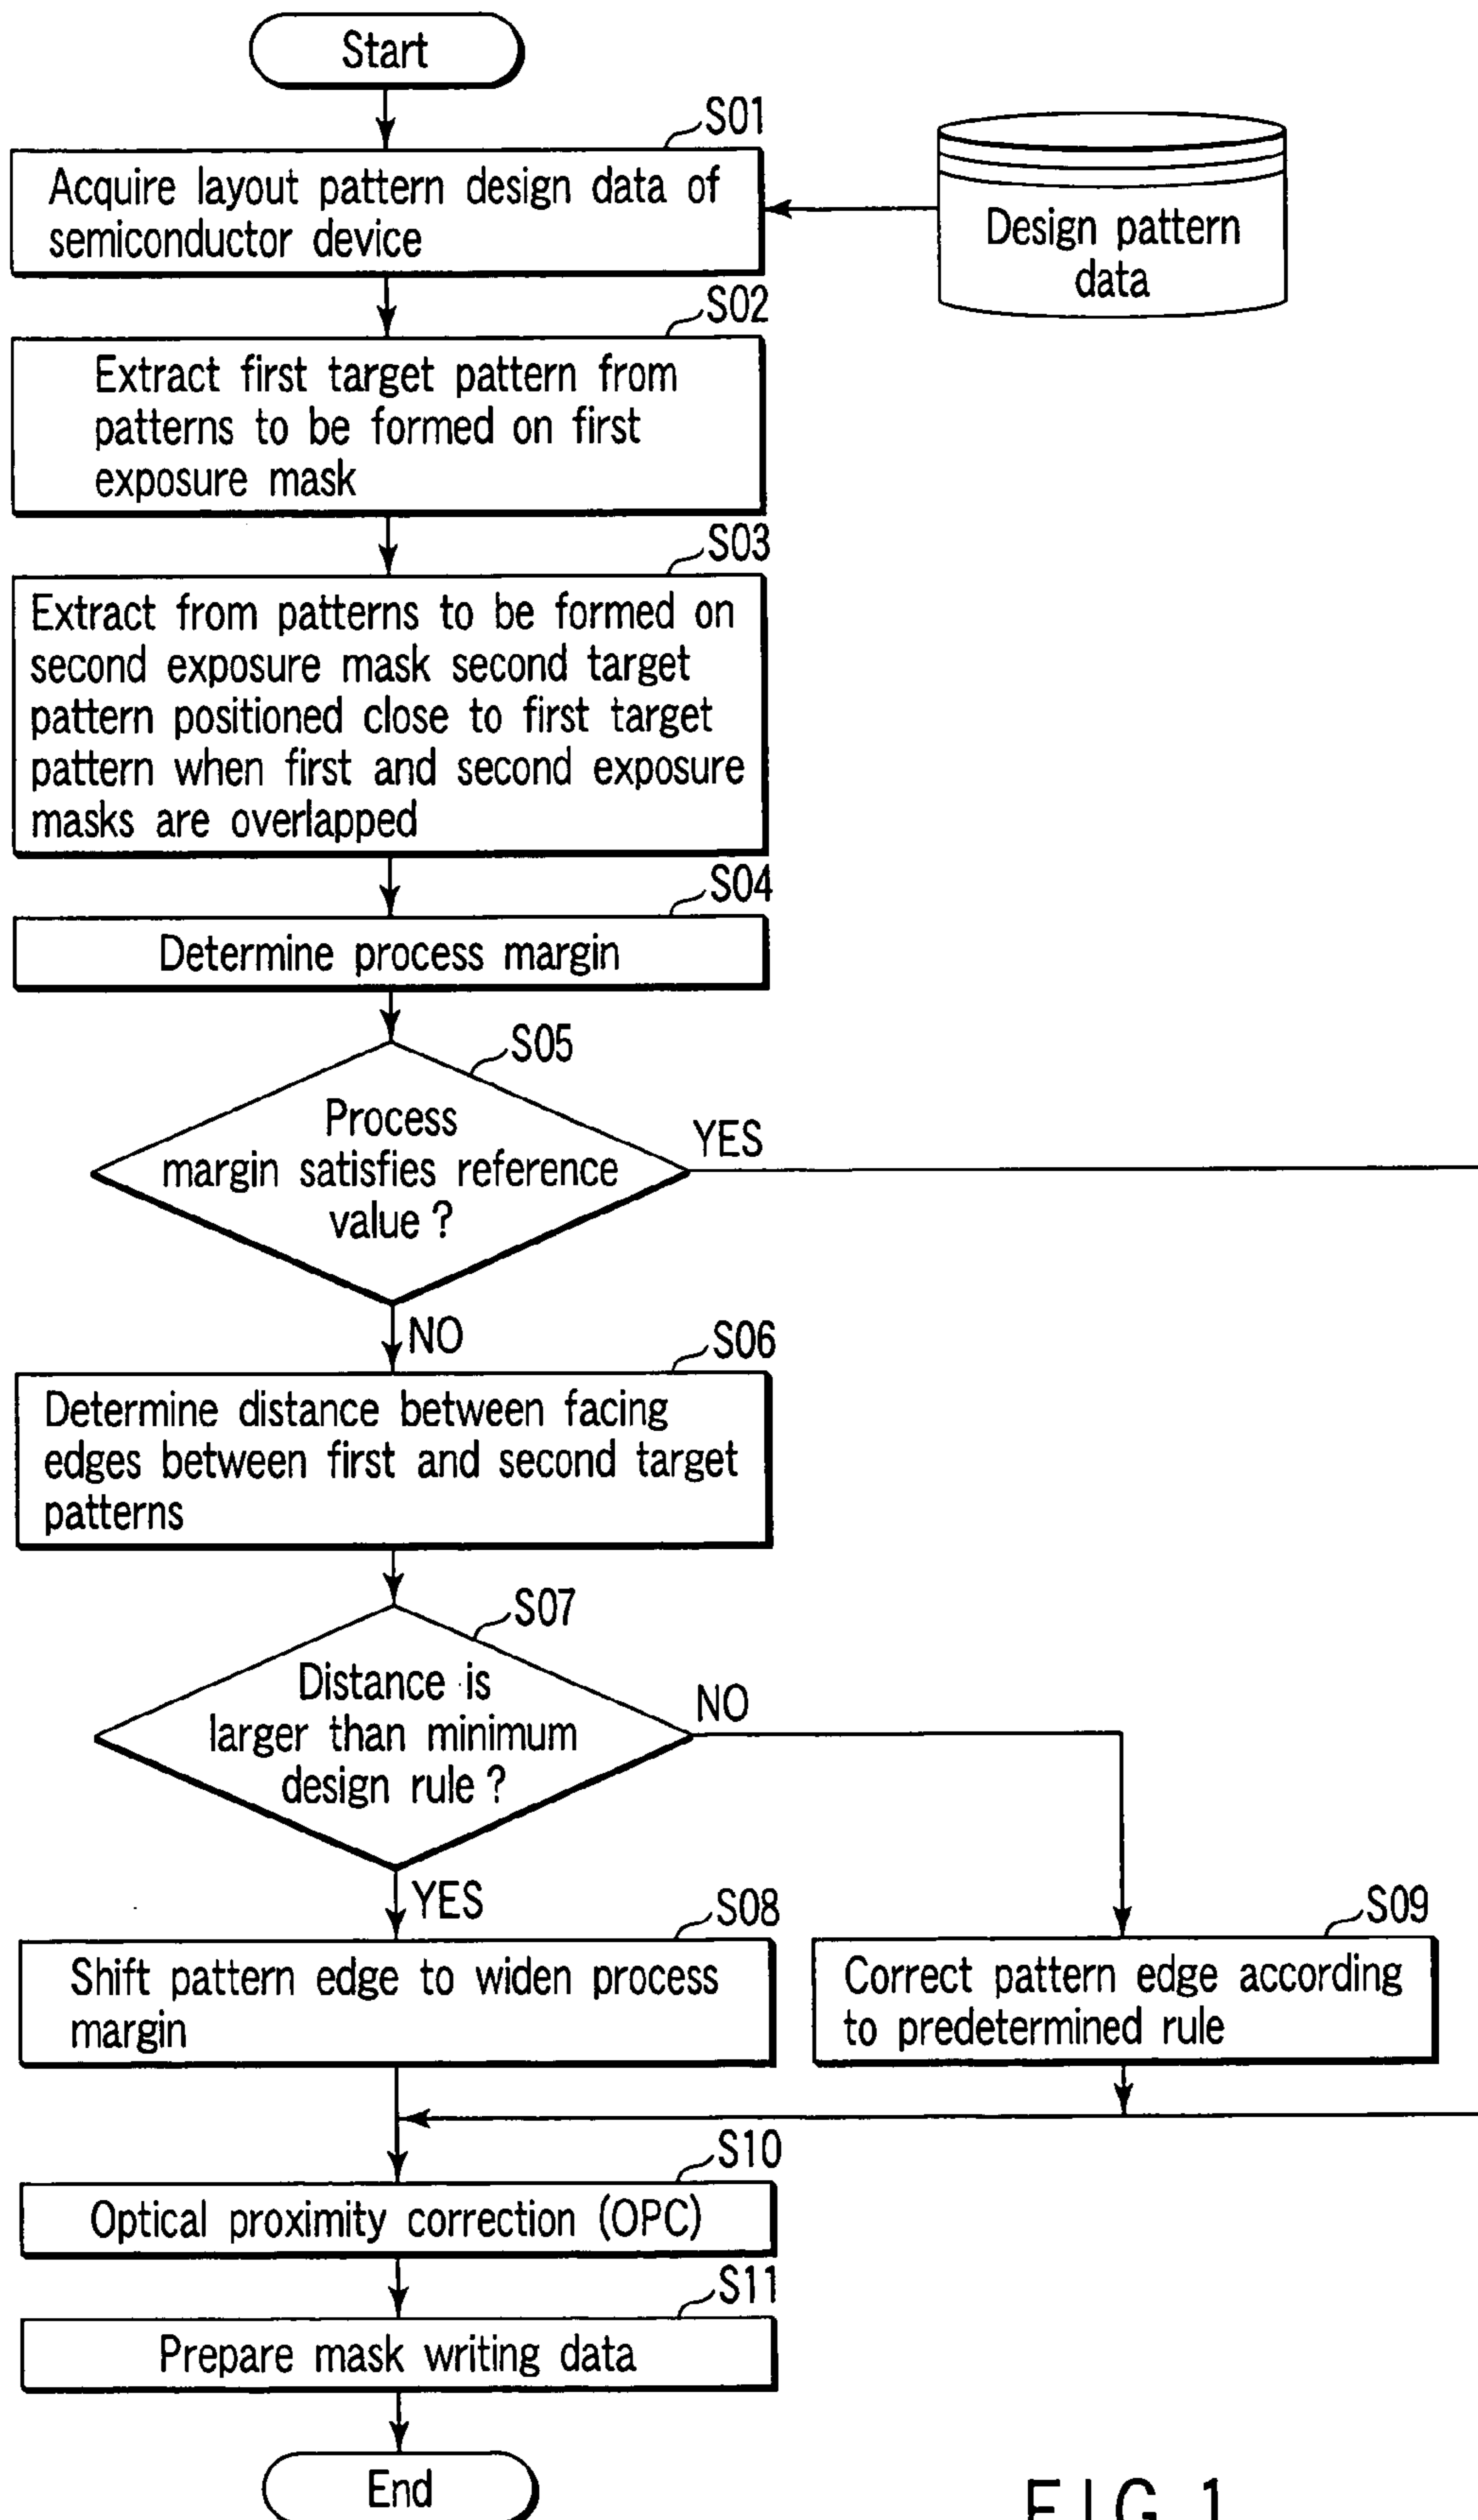 Start
S01
Acquire layout pattern design data of
semiconductor device
Design pattern
data
S02
Extract first target pattern from
patterns to be formed on first
exposure mask
S03
Extract from patterns to be formed on
second exposure mask second target
pattern positioned close to first target
pattern when first and second exposure
masks are overlapped
S04
Determine process margin
S05
Process
margin satisfies reference
value ?
YES
NO
S06
Determine distance between facing
edges between first and second target
patterns
S07
Distance is
larger than minimum
design rule ?
NO
YES
S08
Shift pattern edge to widen process
margin
S09
Correct pattern edge according
to predetermined rule
S10
Optical proximity correction (OPC)
S11
Prepare mask writing data
End
FIG. 1